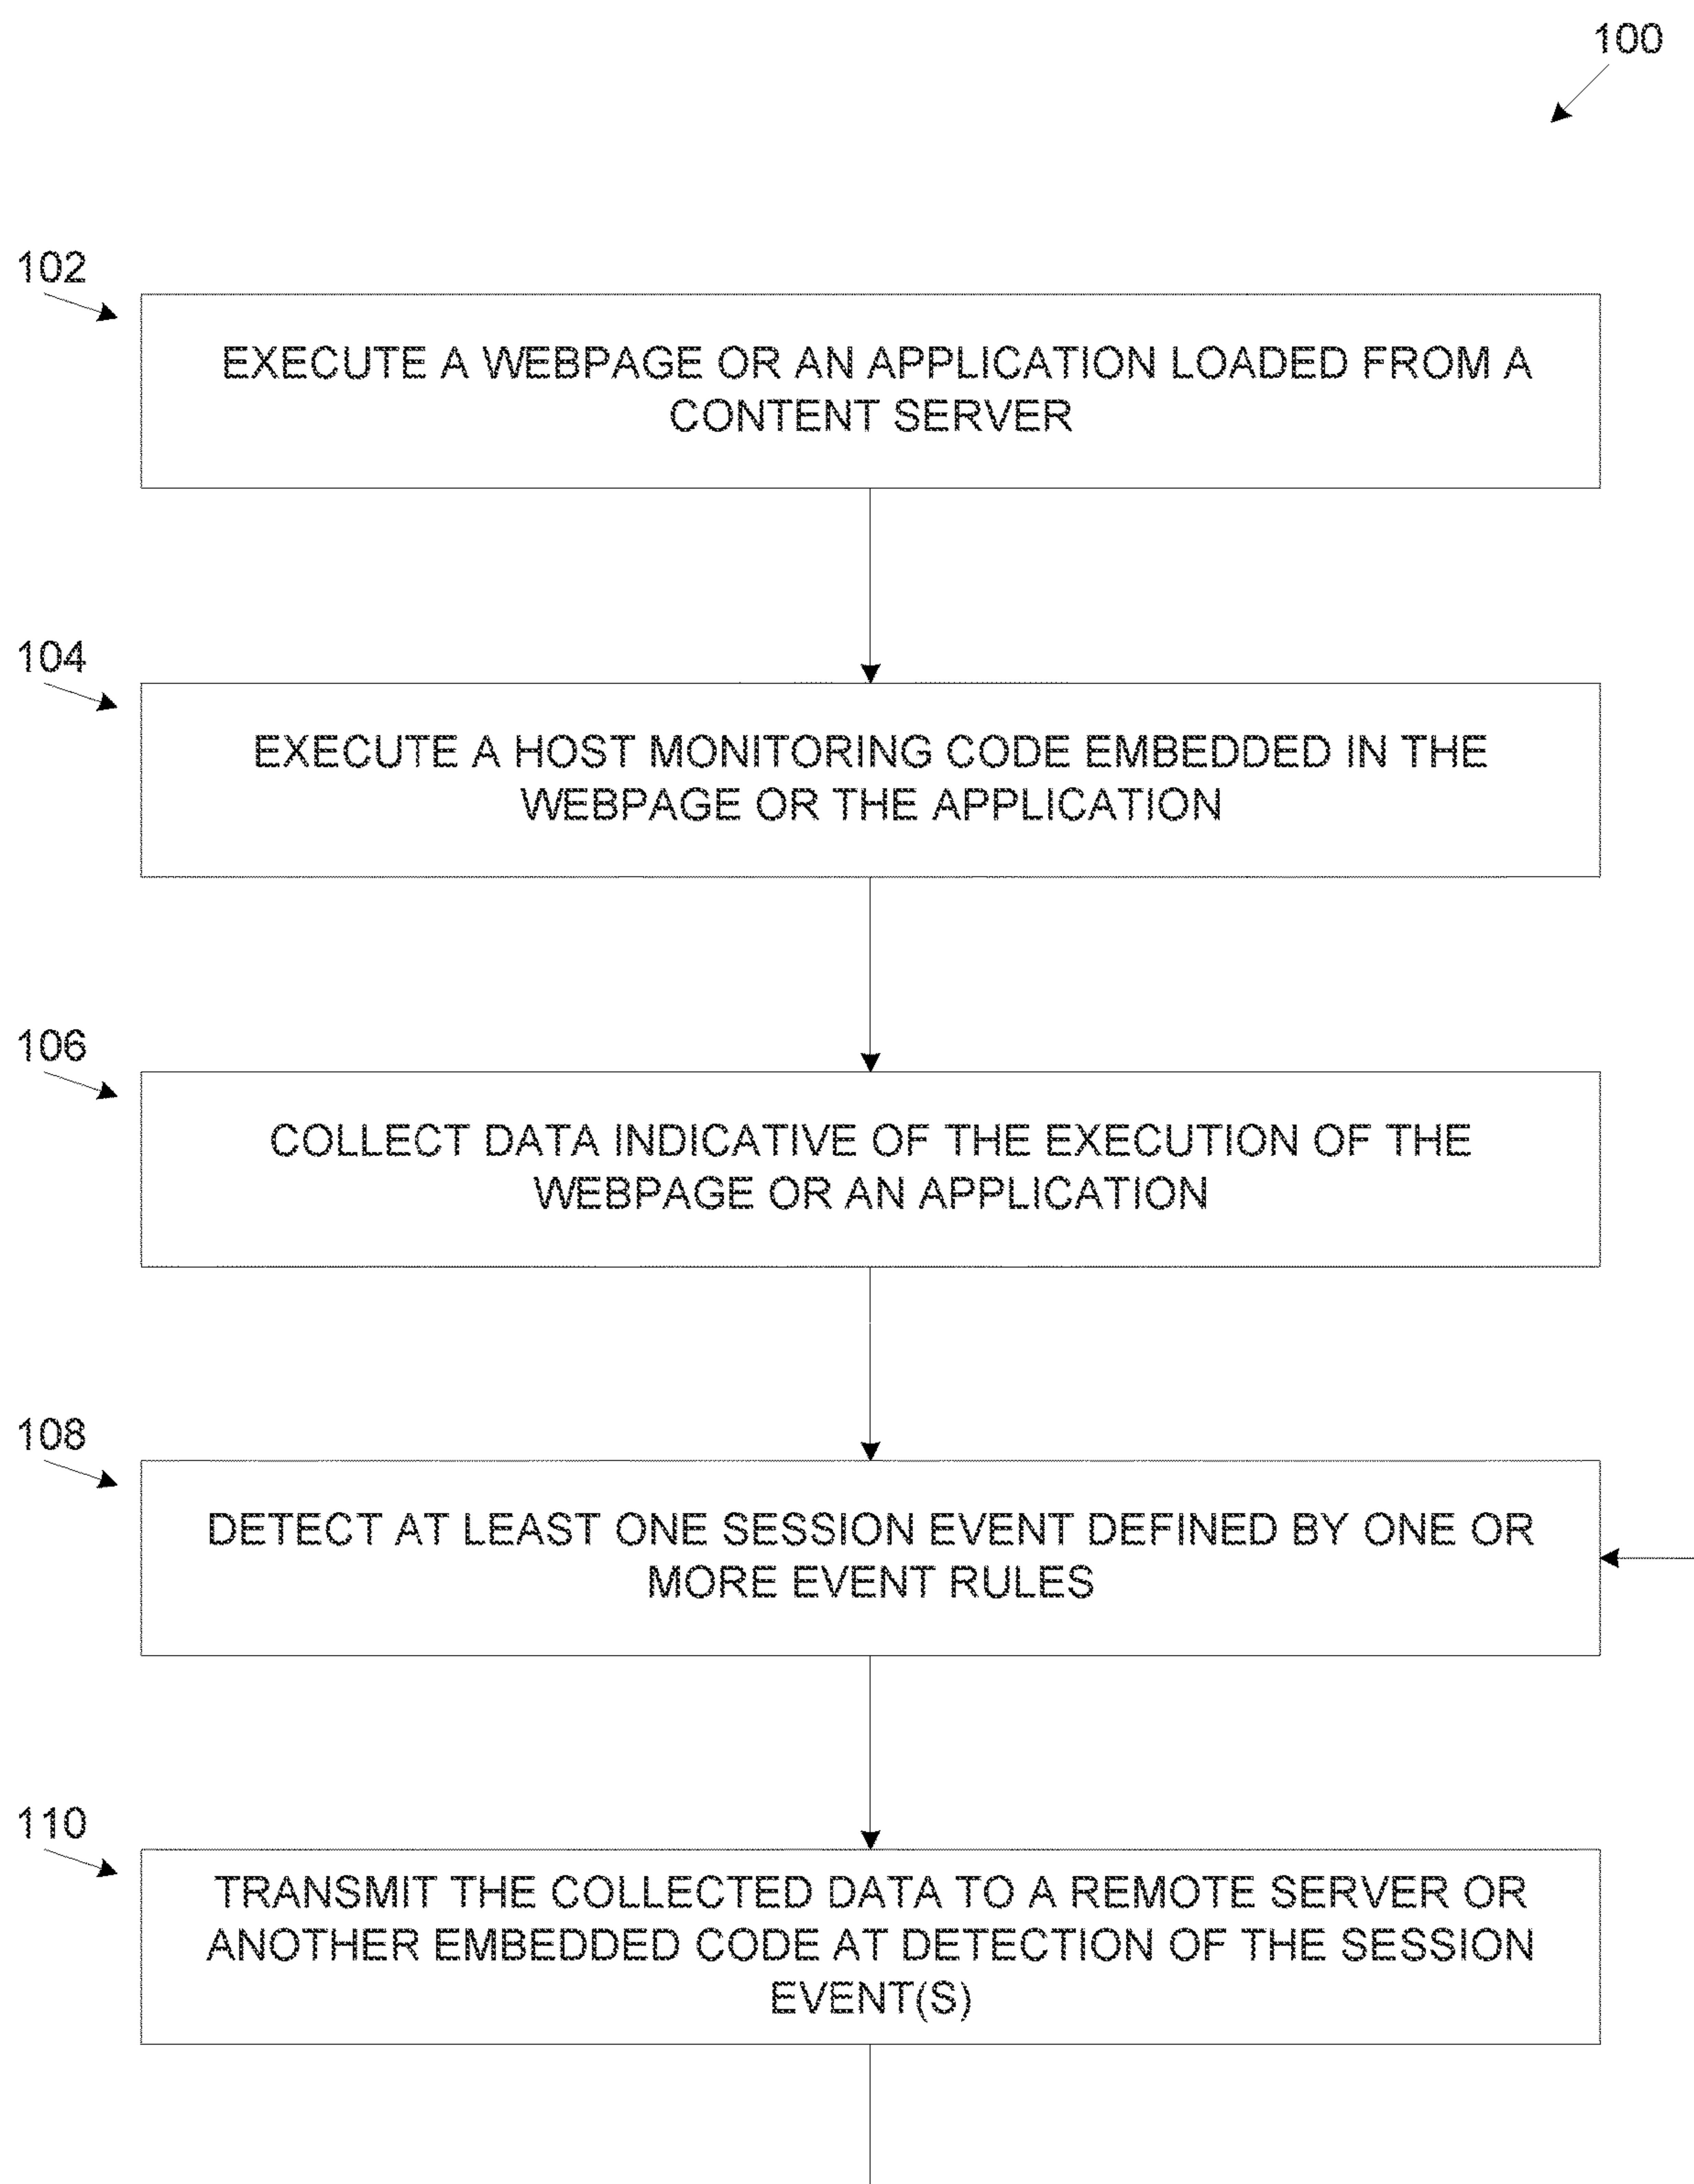 100
102
EXECUTE A WEBPAGE OR AN APPLICATION LOADED FROM A
CONTENT SERVER
104
EXECUTE A HOST MONITORING CODE EMBEDDED IN THE
WEBPAGE OR THE APPLICATION
106
COLLECT DATA INDICATIVE OF THE EXECUTION OF THE
WEBPAGE OR AN APPLICATION
108
DETECT AT LEAST ONE SESSION EVENT DEFINED BY ONE OR
MORE EVENT RULES
110
TRANSMIT THE COLLECTED DATA TO A REMOTE SERVER OR
ANOTHER EMBEDDED CODE AT DETECTION OF THE SESSION
EVENT(S)